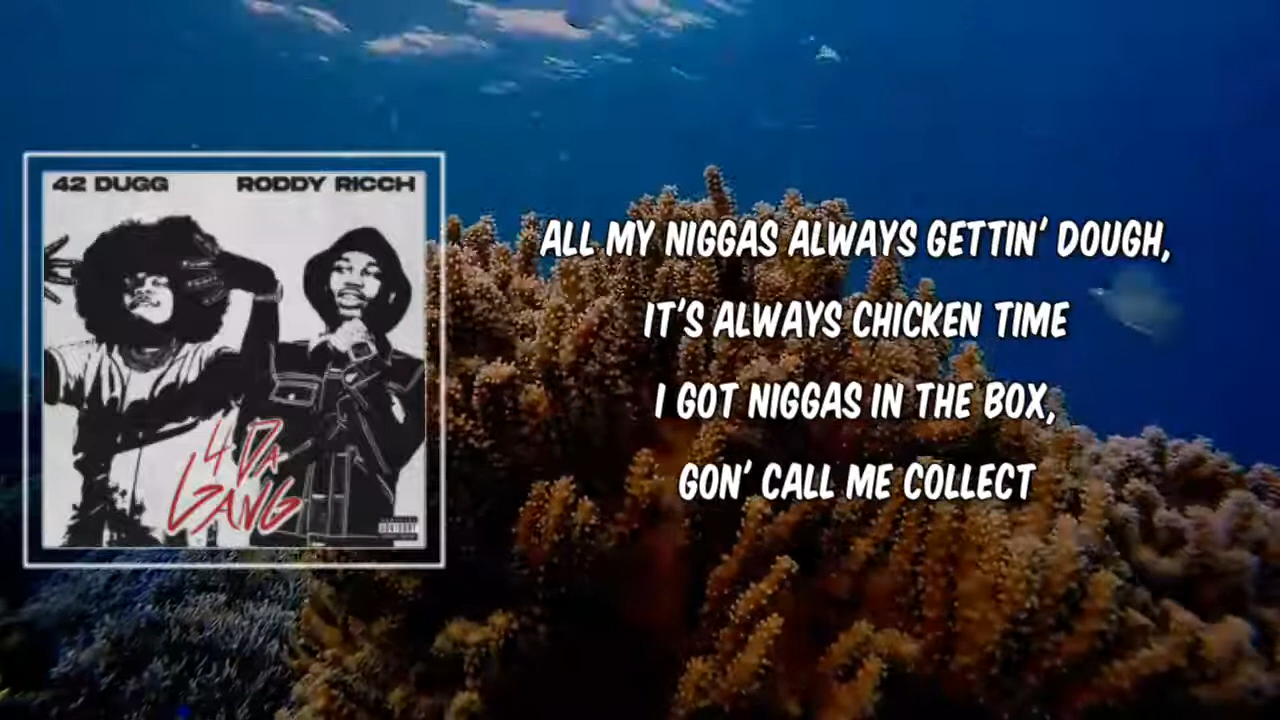 42 DUGG RODDY RICCH
4 DA
GANG
ALL MY NIGGAS ALWAYS GETTIN' DOUGH,
IT'S ALWAYS CHICKEN TIME
I GOT NIGGAS IN THE BOX,
GON' CALL ME COLLECT